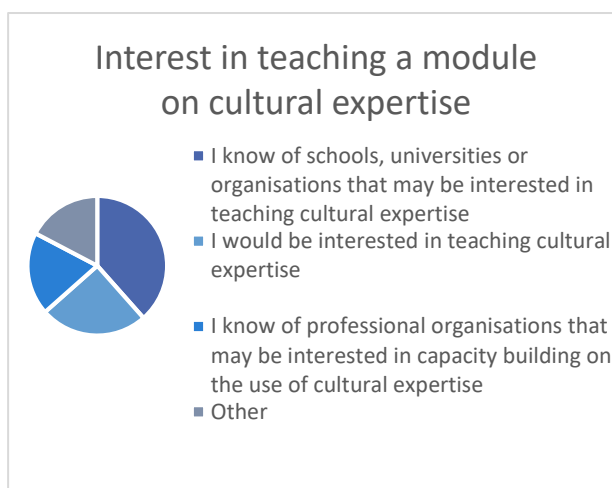 Interest in teaching a module
on cultural expertise
I know of schools, universities or
organisations that may be interested in
teaching cultural expertise
I would be interested in teaching cultural
expertise
I know of professional organisations that
may be interested in capacity building on
the use of cultural expertise
Other